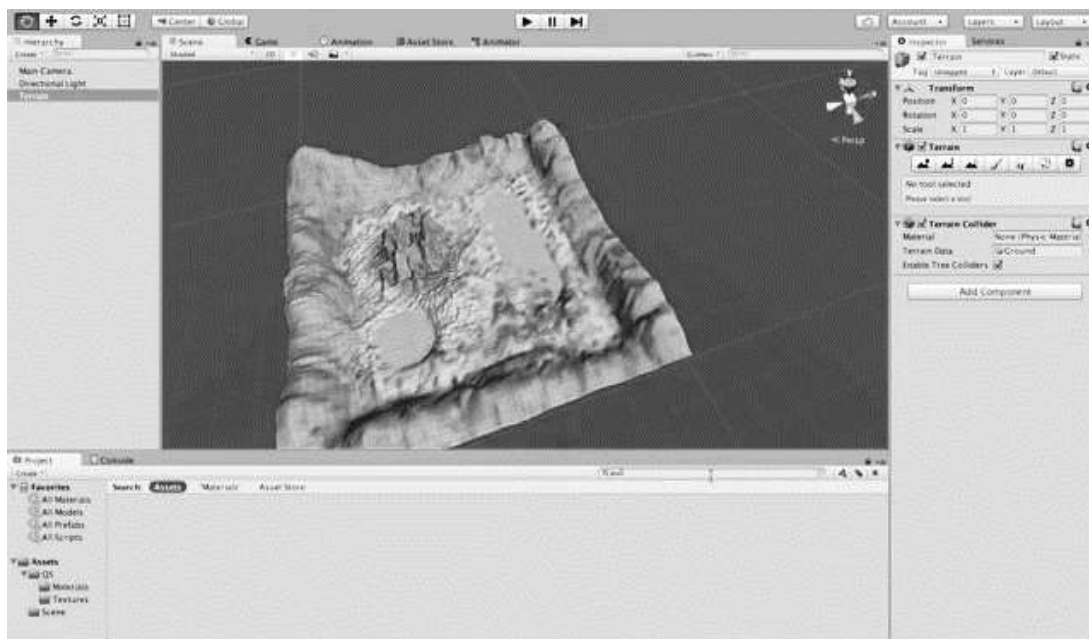 Center Global Account Layers Layout
Hierarchy Scene Game Animation Asset Store Animator Inspector Services
Create Shaded 2D Gizmos Terrain Static
Tag Untagged Layer Default
Main Camera
Directional Light
Terrain
Transform
Position X 0 Y 0 Z 0
Rotation X 0 Y 0 Z 0
Scale X 1 Y 1 Z 1
Persp
Terrain
No tool selected
Please select a tool
Terrain Collider
Material None (Physic Material
Terrain Data Ground
Enable Tree Colliders
Add Component
Project Console
Create
Favorites Search: Assets Asset Store
All Materials
All Models
All Prefabs
All Scripts
Assets
Materials
Textures
Scene